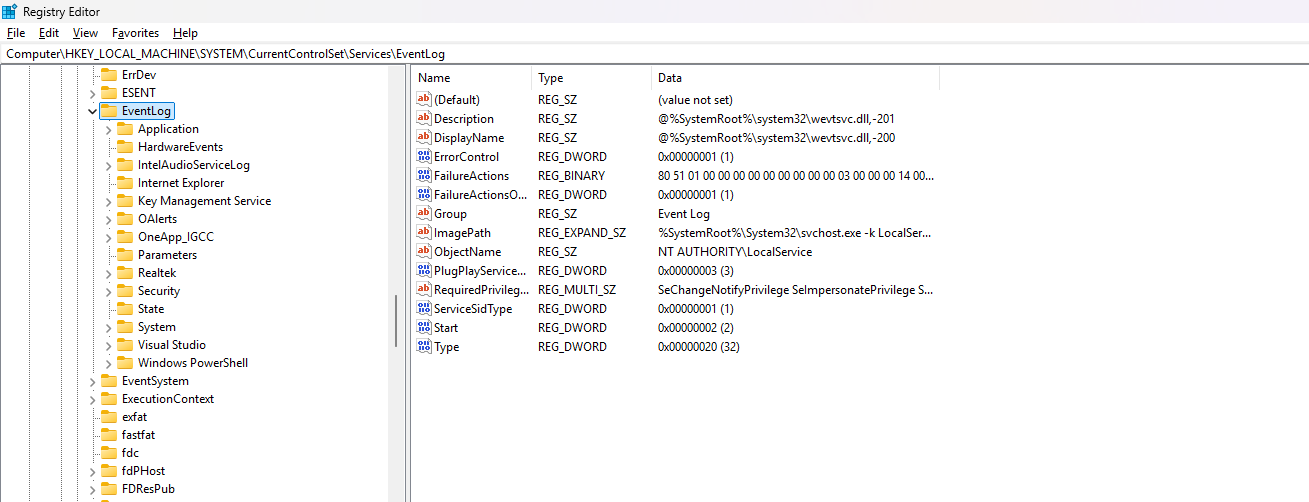 Registry Editor
File Edit View Favorites Help
Computer\HKEY_LOCAL_MACHINE\SYSTEM\CurrentControlSet\Services\EventLog
ErrDev
ESENT
EventLog
Application
HardwareEvents
IntelAudioServiceLog
Internet Explorer
Key Management Service
OAlerts
OneApp_IGCC
Parameters
Realtek
Security
State
System
Visual Studio
Windows PowerShell
EventSystem
ExecutionContext
exfat
fastfat
fdc
fdPHost
FDResPub
Name Type Data
(Default) REG_SZ (value not set)
Description REG_SZ @%SystemRoot%\system32\wevtsvc.dll,-201
DisplayName REG_SZ @%SystemRoot%\system32\wevtsvc.dll,-200
ErrorControl REG_DWORD 0x00000001 (1)
FailureActions REG_BINARY 80 51 01 00 00 00 00 00 00 00 00 00 03 00 00 00 14 00...
FailureActionsO... REG_DWORD 0x00000001 (1)
Group REG_SZ Event Log
ImagePath REG_EXPAND_SZ %SystemRoot%\System32\svchost.exe -k LocalSer...
ObjectName REG_SZ NT AUTHORITY\LocalService
PlugPlayService... REG_DWORD 0x00000003 (3)
RequiredPrivileg... REG_MULTI_SZ SeChangeNotifyPrivilege SeImpersonatePrivilege S...
ServiceSidType REG_DWORD 0x00000001 (1)
Start REG_DWORD 0x00000002 (2)
Type REG_DWORD 0x00000020 (32)